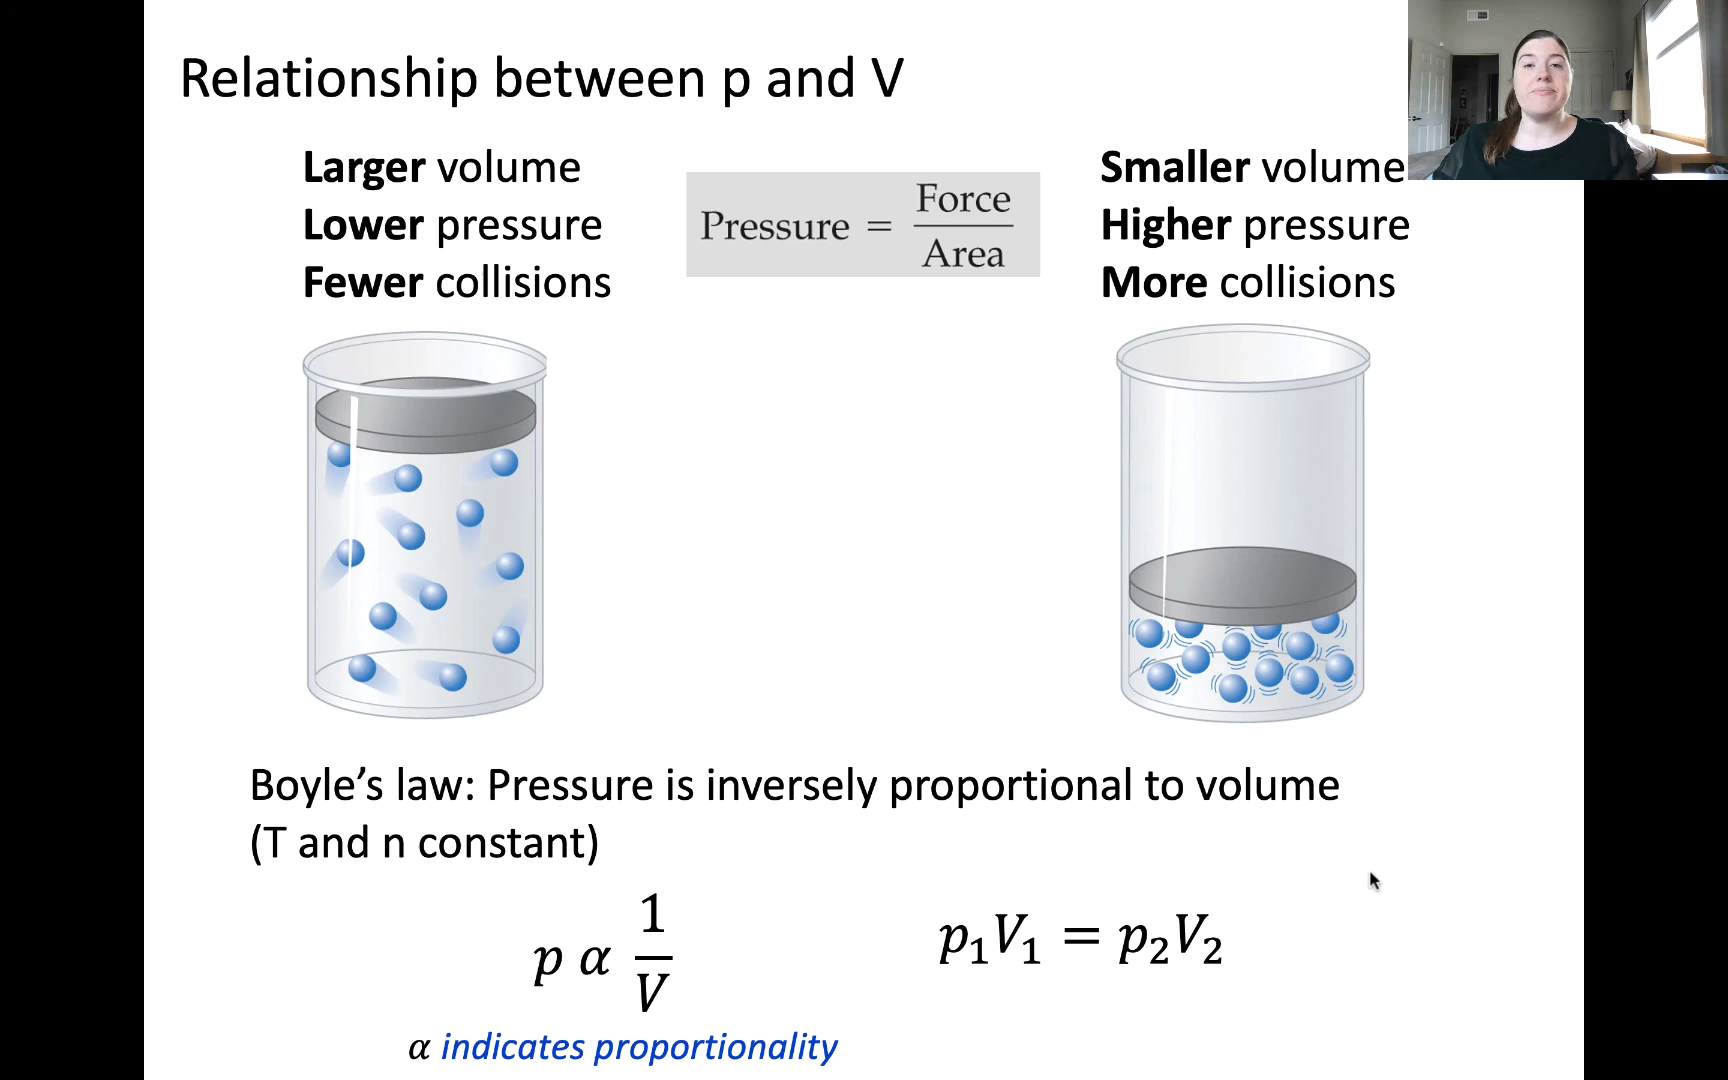 Relationship between p and V
Larger volume
Lower pressure
Fewer collisions
Pressure = Force / Area
Smaller volume
Higher pressure
More collisions
Boyle’s law: Pressure is inversely proportional to volume
(T and n constant)
p α 1/V
p₁V₁ = p₂V₂
α indicates proportionality